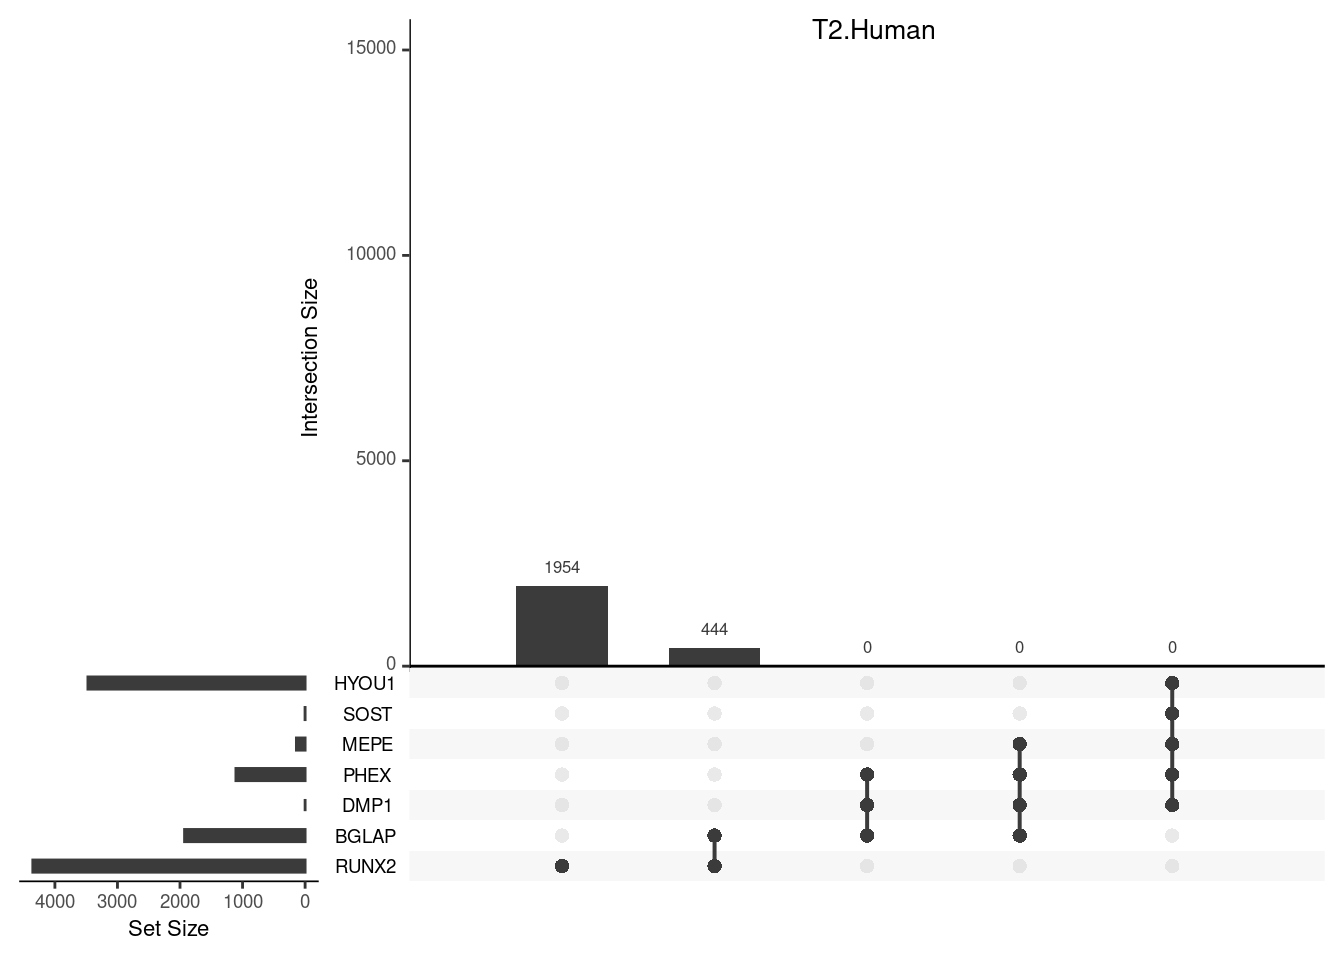 T2.Human
15000
10000
5000
0
Intersection Size
1954
444
0
0
0
HYOU1
SOST
MEPE
PHEX
DMP1
BGLAP
RUNX2
4000 3000 2000 1000 0
Set Size